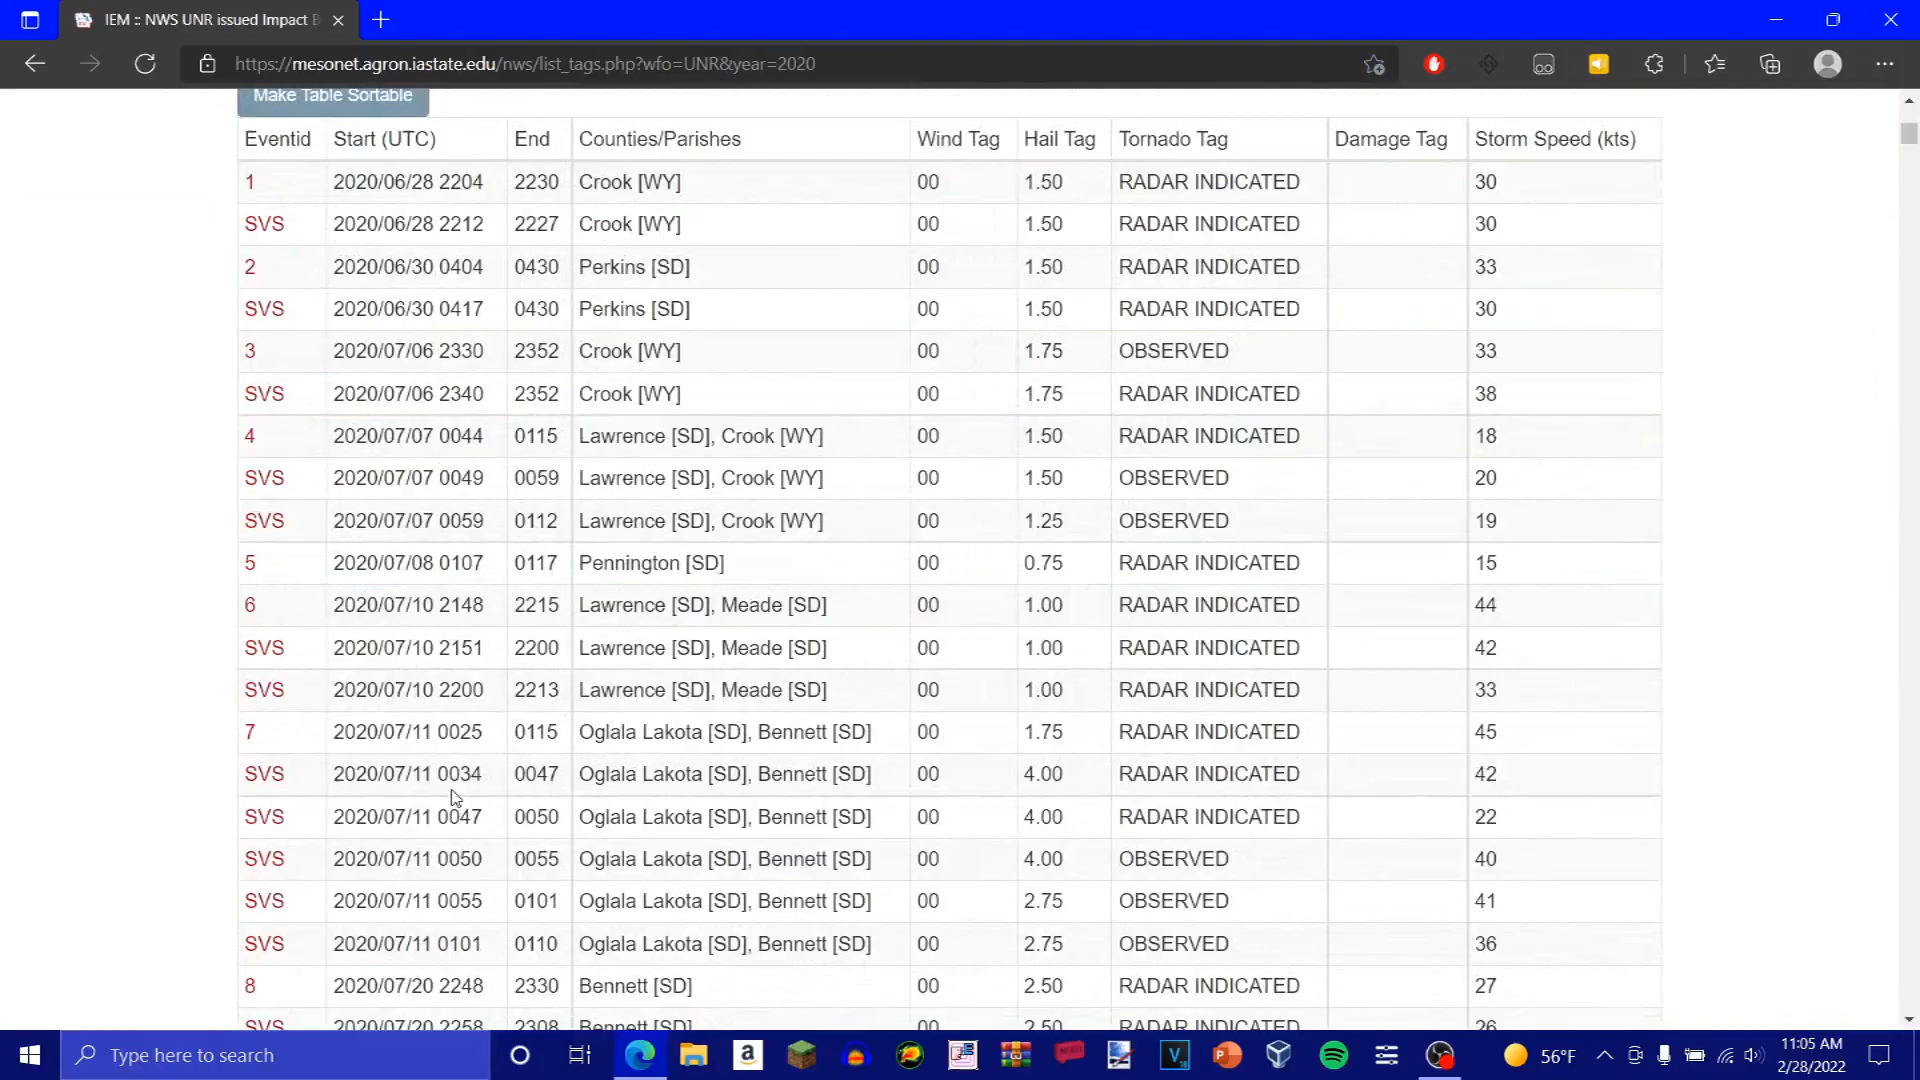 IEM :: NWS UNR issued Impact B
https://mesonet.agron.iastate.edu/nws/list_tags.php?wfo=UNR&year=2020
Make Table Sortable
Eventid Start (UTC) End Counties/Parishes Wind Tag Hail Tag Tornado Tag Damage Tag Storm Speed (kts)
1 2020/06/28 2204 2230 Crook [WY] 00 1.50 RADAR INDICATED 30
SVS 2020/06/28 2212 2227 Crook [WY] 00 1.50 RADAR INDICATED 30
2 2020/06/30 0404 0430 Perkins [SD] 00 1.50 RADAR INDICATED 33
SVS 2020/06/30 0417 0430 Perkins [SD] 00 1.50 RADAR INDICATED 30
3 2020/07/06 2330 2352 Crook [WY] 00 1.75 OBSERVED 33
SVS 2020/07/06 2340 2352 Crook [WY] 00 1.75 RADAR INDICATED 38
4 2020/07/07 0044 0115 Lawrence [SD], Crook [WY] 00 1.50 RADAR INDICATED 18
SVS 2020/07/07 0049 0059 Lawrence [SD], Crook [WY] 00 1.50 OBSERVED 20
SVS 2020/07/07 0059 0112 Lawrence [SD], Crook [WY] 00 1.25 OBSERVED 19
5 2020/07/08 0107 0117 Pennington [SD] 00 0.75 RADAR INDICATED 15
6 2020/07/10 2148 2215 Lawrence [SD], Meade [SD] 00 1.00 RADAR INDICATED 44
SVS 2020/07/10 2151 2200 Lawrence [SD], Meade [SD] 00 1.00 RADAR INDICATED 42
SVS 2020/07/10 2200 2213 Lawrence [SD], Meade [SD] 00 1.00 RADAR INDICATED 33
7 2020/07/11 0025 0115 Oglala Lakota [SD], Bennett [SD] 00 1.75 RADAR INDICATED 45
SVS 2020/07/11 0034 0047 Oglala Lakota [SD], Bennett [SD] 00 4.00 RADAR INDICATED 42
SVS 2020/07/11 0047 0050 Oglala Lakota [SD], Bennett [SD] 00 4.00 RADAR INDICATED 22
SVS 2020/07/11 0050 0055 Oglala Lakota [SD], Bennett [SD] 00 4.00 OBSERVED 40
SVS 2020/07/11 0055 0101 Oglala Lakota [SD], Bennett [SD] 00 2.75 OBSERVED 41
SVS 2020/07/11 0101 0110 Oglala Lakota [SD], Bennett [SD] 00 2.75 OBSERVED 36
8 2020/07/20 2248 2330 Bennett [SD] 00 2.50 RADAR INDICATED 27
SVS 2020/07/20 2258 2308 Bennett [SD] 00 2.50 RADAR INDICATED 26
Type here to search
56°F
11:05 AM
2/28/2022